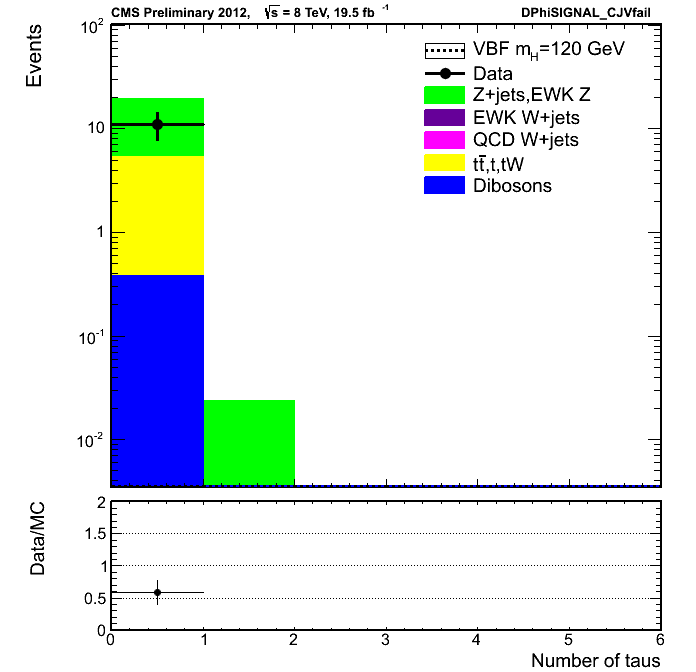 CMS Preliminary 2012, √s = 8 TeV, 19.5 fb⁻¹ DPhiSIGNAL_CJVfail
Events
10²
10
1
10⁻¹
10⁻²
VBF m_H=120 GeV
Data
Z+jets,EWK Z
EWK W+jets
QCD W+jets
tt̅,t,tW
Dibosons
Data/MC
2
1.5
1
0.5
0
0 1 2 3 4 5 6
Number of taus